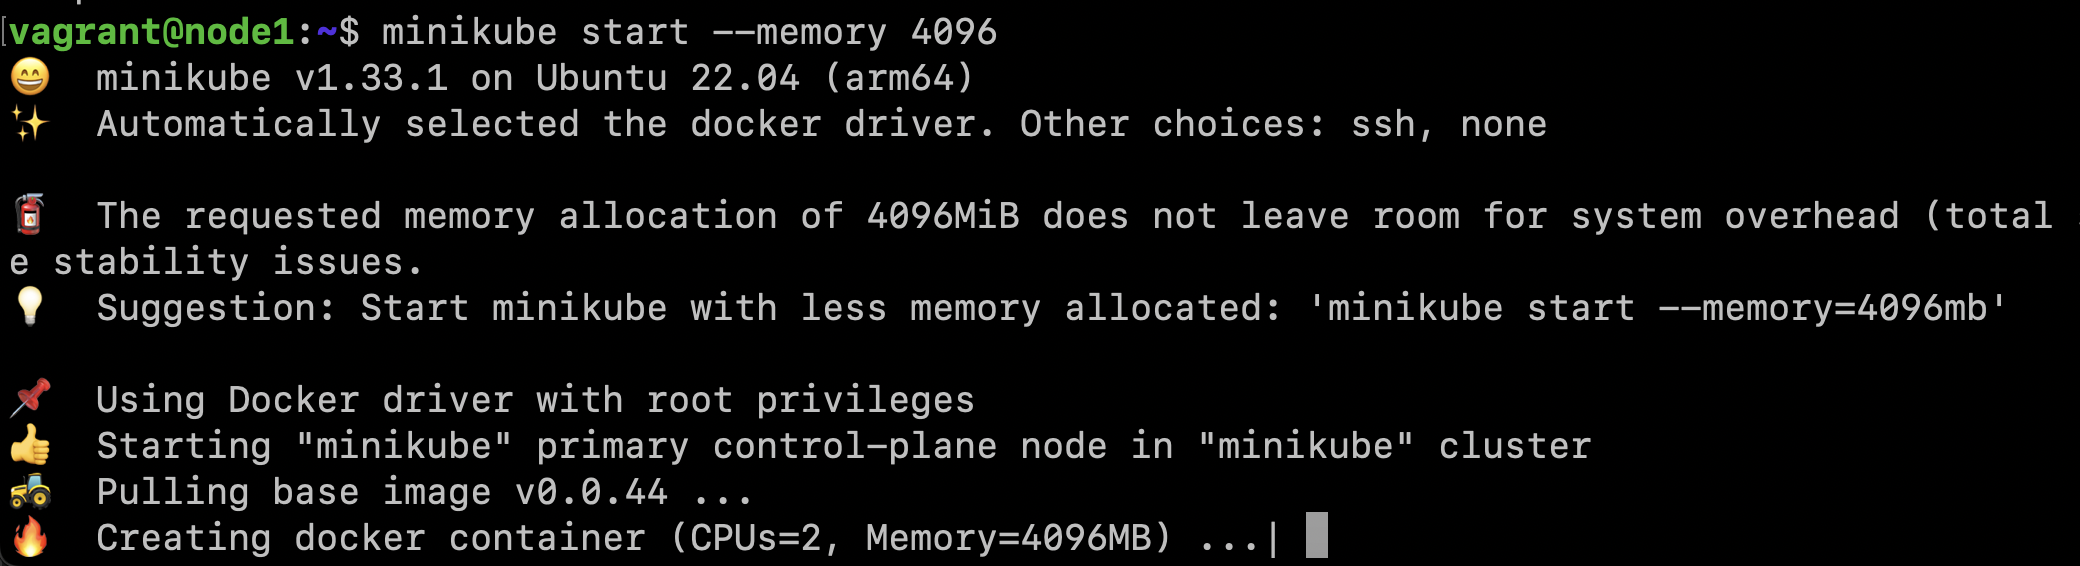 vagrant@node1:~$ minikube start --memory 4096
😄  minikube v1.33.1 on Ubuntu 22.04 (arm64)
✨  Automatically selected the docker driver. Other choices: ssh, none
🧯  The requested memory allocation of 4096MiB does not leave room for system overhead (total
e stability issues.
💡  Suggestion: Start minikube with less memory allocated: 'minikube start --memory=4096mb'
📌  Using Docker driver with root privileges
👍  Starting "minikube" primary control-plane node in "minikube" cluster
🚜  Pulling base image v0.0.44 ...
🔥  Creating docker container (CPUs=2, Memory=4096MB) ...|